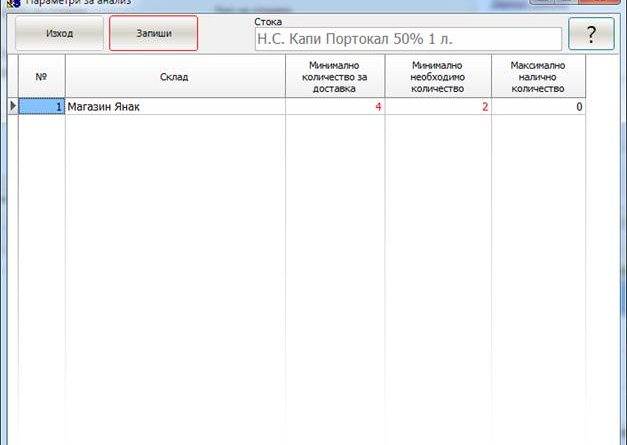 Параметри за анализ
Изход
Запиши
Стока
Н.С. Капи Портокал 50% 1 л.
?
№
Склад
Минимално
количество за
доставка
Минимално
необходимо
количество
Максимално
налично
количество
1 Магазин Янак 4 2 0